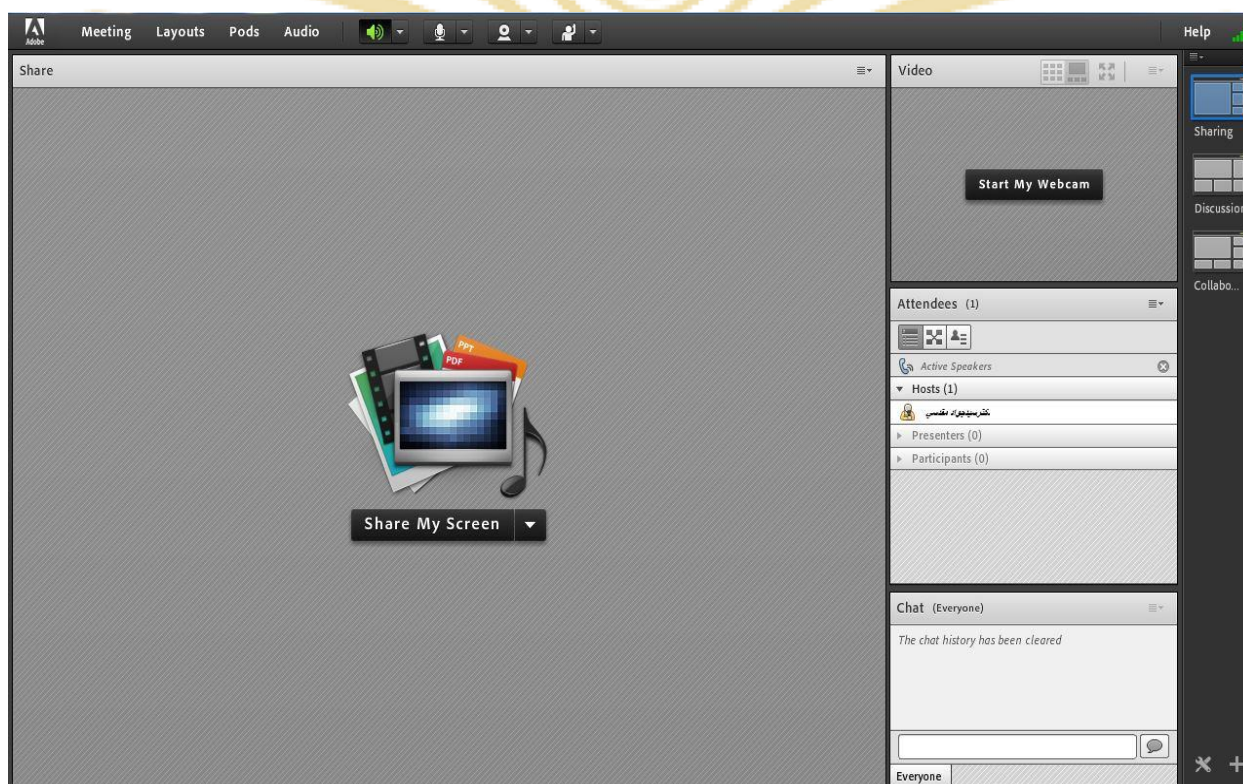 Adobe
Meeting Layouts Pods Audio
Help
Share
PPT
PDF
Share My Screen
Video
Start My Webcam
Attendees (1)
Active Speakers
Hosts (1)
دکترسیدجواد مقدسي
Presenters (0)
Participants (0)
Chat (Everyone)
The chat history has been cleared
Everyone
Sharing
Discussion
Collabo...